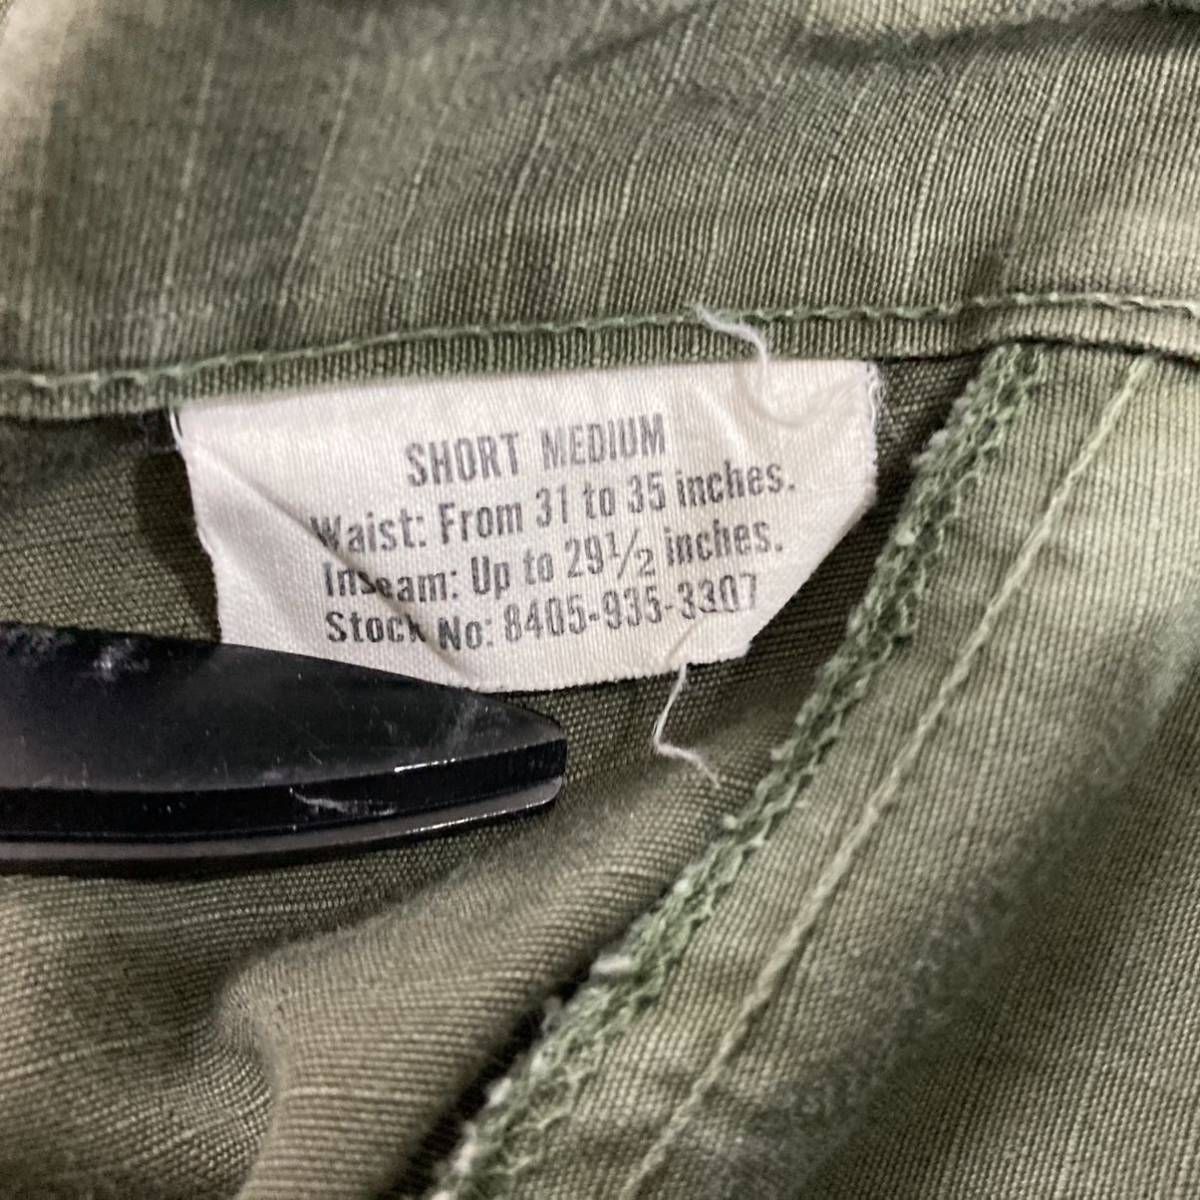 SHORT MEDIUM
Waist: From 31 to 35 inches.
Inseam: Up to 29½ inches.
Stock No: 8405-935-3307